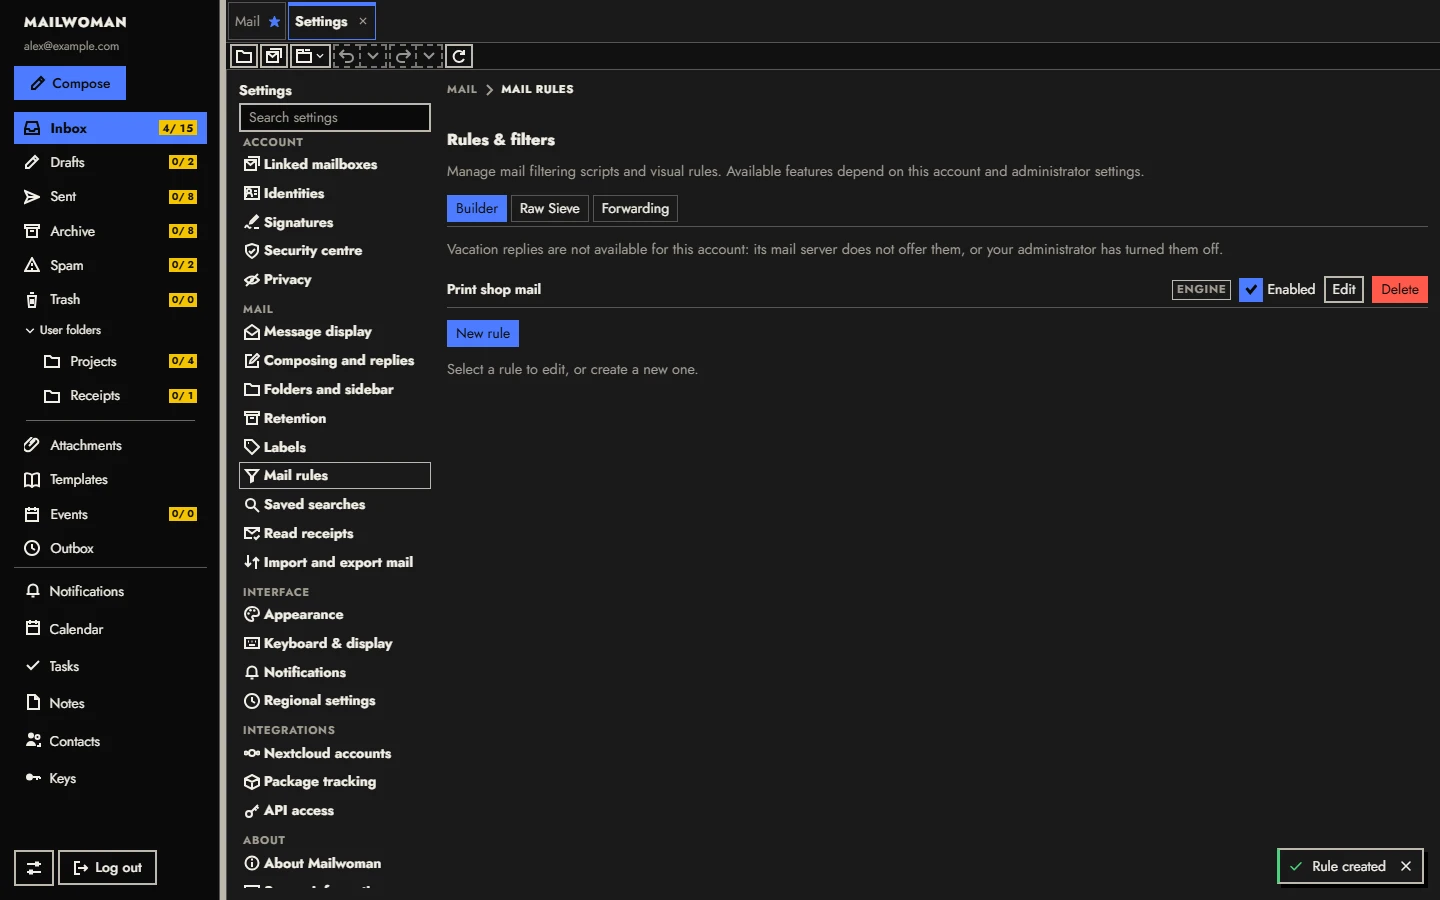 MAILWOMAN
alex@example.com
Compose
Inbox 4/ 15
Drafts 0/ 2
Sent 0/ 8
Archive 0/ 8
Spam 0/ 2
Trash 0/ 0
User folders
Projects 0/ 4
Receipts 0/ 1
Attachments
Templates
Events 0/ 0
Outbox
Notifications
Calendar
Tasks
Notes
Contacts
Keys
Log out
Mail
Settings
Settings
Search settings
ACCOUNT
Linked mailboxes
Identities
Signatures
Security centre
Privacy
MAIL
Message display
Composing and replies
Folders and sidebar
Retention
Labels
Mail rules
Saved searches
Read receipts
Import and export mail
INTERFACE
Appearance
Keyboard & display
Notifications
Regional settings
INTEGRATIONS
Nextcloud accounts
Package tracking
API access
ABOUT
About Mailwoman
MAIL > MAIL RULES
Rules & filters
Manage mail filtering scripts and visual rules. Available features depend on this account and administrator settings.
Builder Raw Sieve Forwarding
Vacation replies are not available for this account: its mail server does not offer them, or your administrator has turned them off.
Print shop mail ENGINE Enabled Edit Delete
New rule
Select a rule to edit, or create a new one.
Rule created